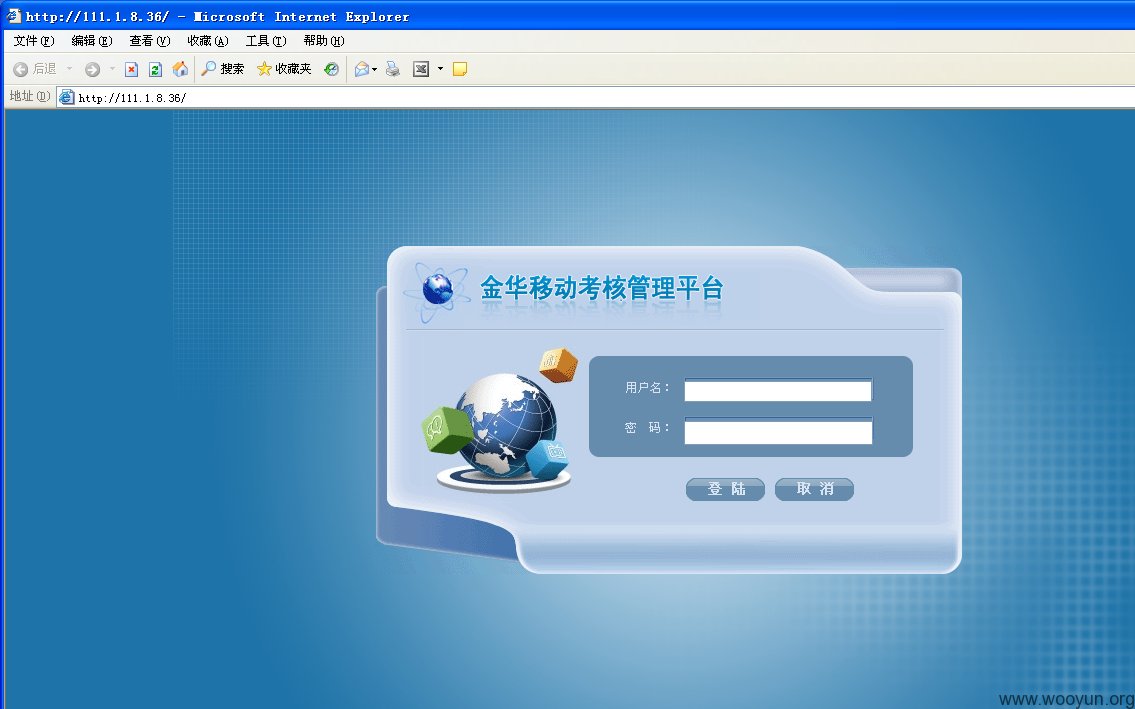 http://111.1.8.36/ - Microsoft Internet Explorer
文件(F) 编辑(E) 查看(V) 收藏(A) 工具(T) 帮助(H)
后退 搜索 收藏夹
地址(D) http://111.1.8.36/
金华移动考核管理平台
用户名：
密 码：
登 陆 取 消
www.wooyun.org